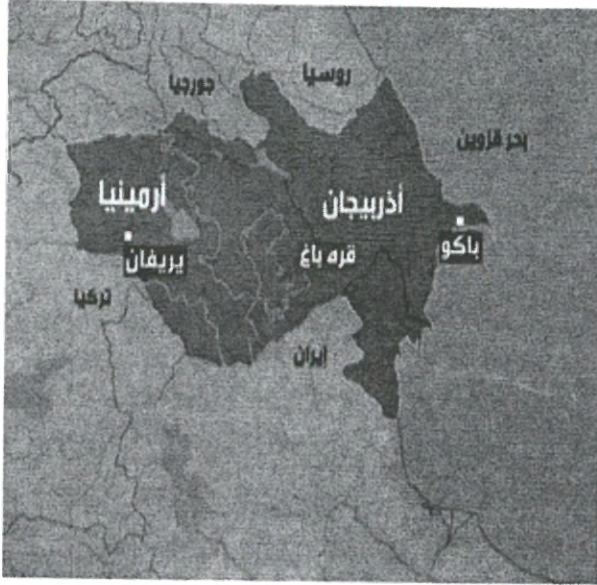 روسيا
جورجيا
بحر قزوين
أرمينيا
أذربيجان
باكو
قره باغ
يريفان
تركيا
إيران